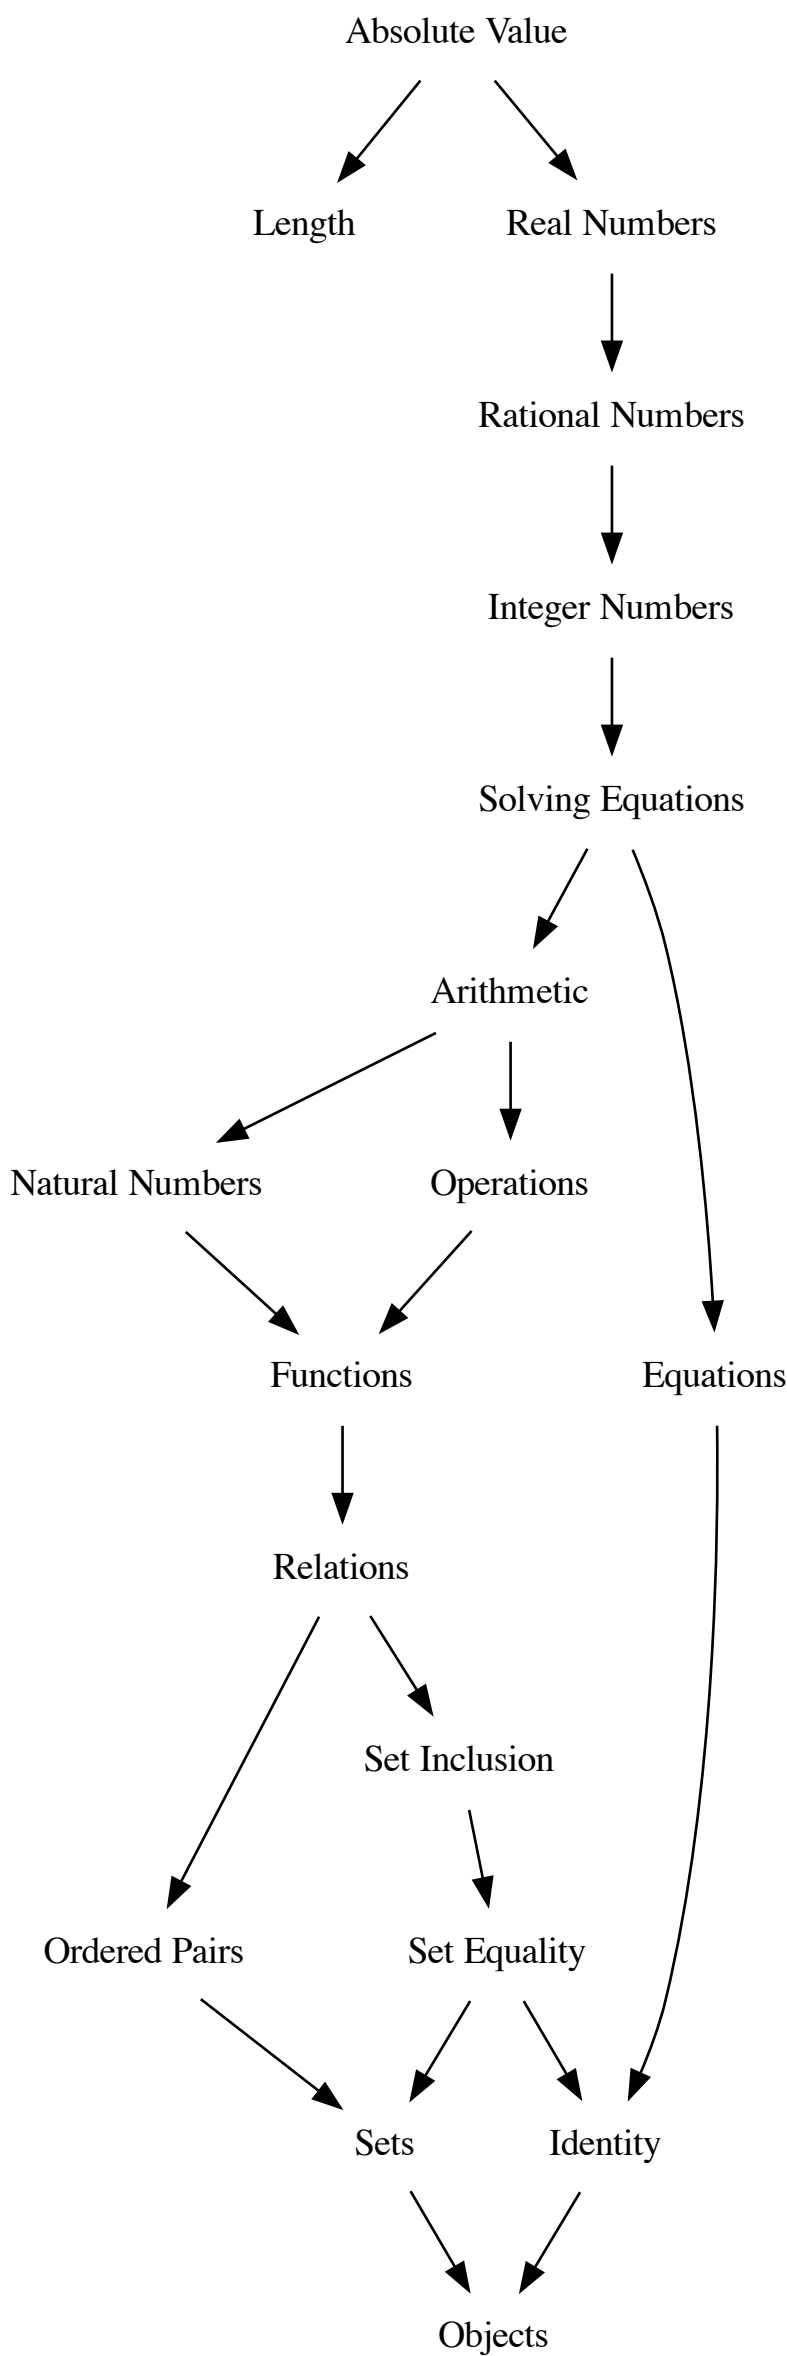 Absolute Value
Length
Real Numbers
Rational Numbers
Integer Numbers
Solving Equations
Arithmetic
Natural Numbers
Operations
Functions
Equations
Relations
Set Inclusion
Ordered Pairs
Set Equality
Sets
Identity
Objects